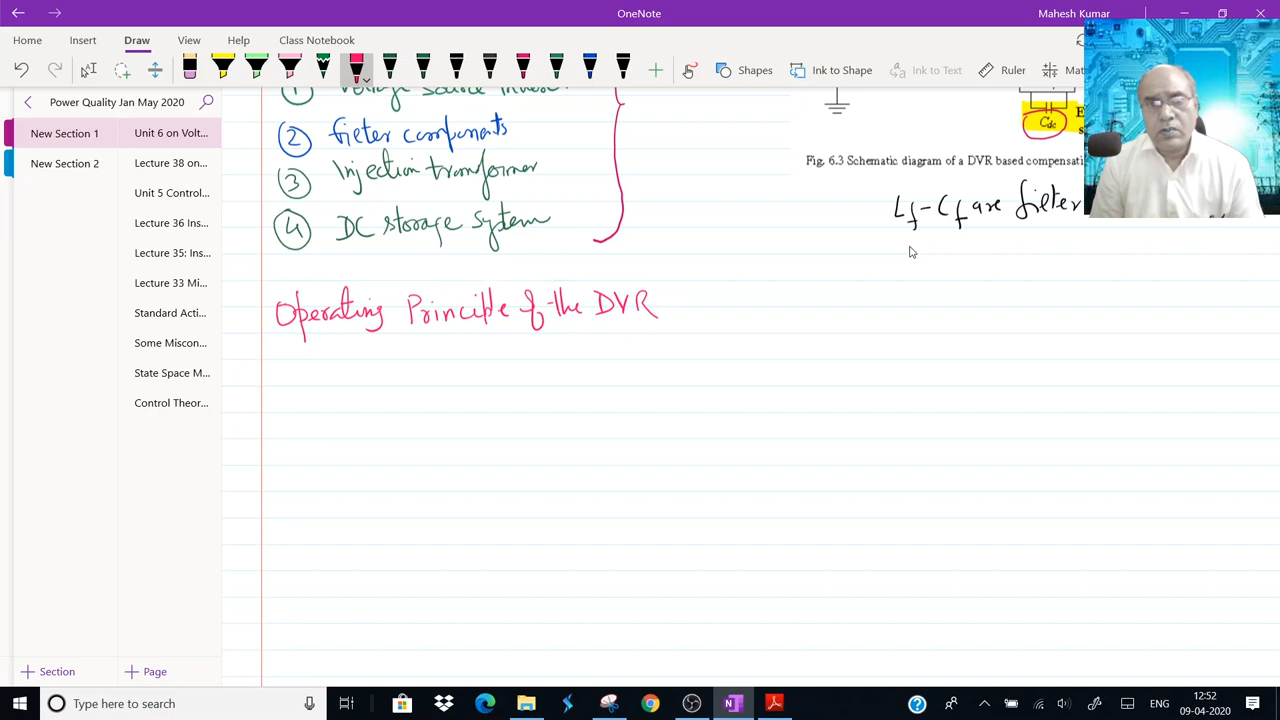 OneNote
Mahesh Kumar
Home Insert Draw View Help Class Notebook
Shapes Ink to Shape Ink to Text Ruler Mat
Power Quality Jan May 2020
New Section 1
New Section 2
Unit 6 on Volt...
Lecture 38 on...
Unit 5 Control...
Lecture 36 Inst...
Lecture 35: Ins...
Lecture 33 Mi...
Standard Acti...
Some Miscon...
State Space M...
Control Theor...
1 Voltage source
2 filter components
3 Injection transformer
4 DC storage system
Operating Principle of the DVR
Cdc
Fig. 6.3 Schematic diagram of a DVR based compensati
Lf - Cf are filter
Section
Page
Type here to search
ENG
12:52
09-04-2020